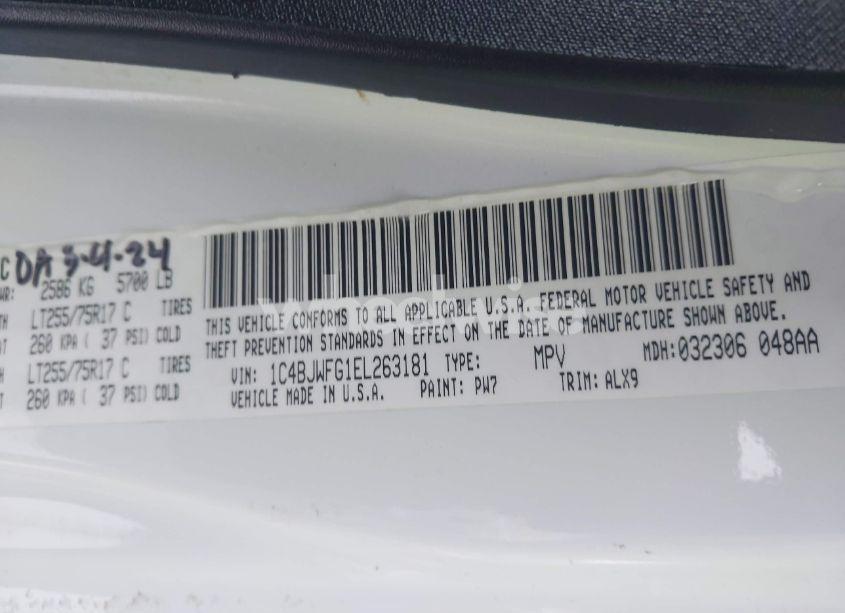 C DA 3-4-24
WR: 2586 KG 5700 LB
LT255/75R17 C TIRES
260 KPA ( 37 PSI) COLD
LT255/75R17 C TIRES
260 KPA ( 37 PSI) COLD
THIS VEHICLE CONFORMS TO ALL APPLICABLE U.S.A. FEDERAL MOTOR VEHICLE SAFETY AND
THEFT PREVENTION STANDARDS IN EFFECT ON THE DATE OF MANUFACTURE SHOWN ABOVE.
VIN: 1C4BJWFG1EL263181 TYPE: MPV MDH:032306 048AA
VEHICLE MADE IN U.S.A. PAINT: PW7 TRIM: ALX9
wheelwise